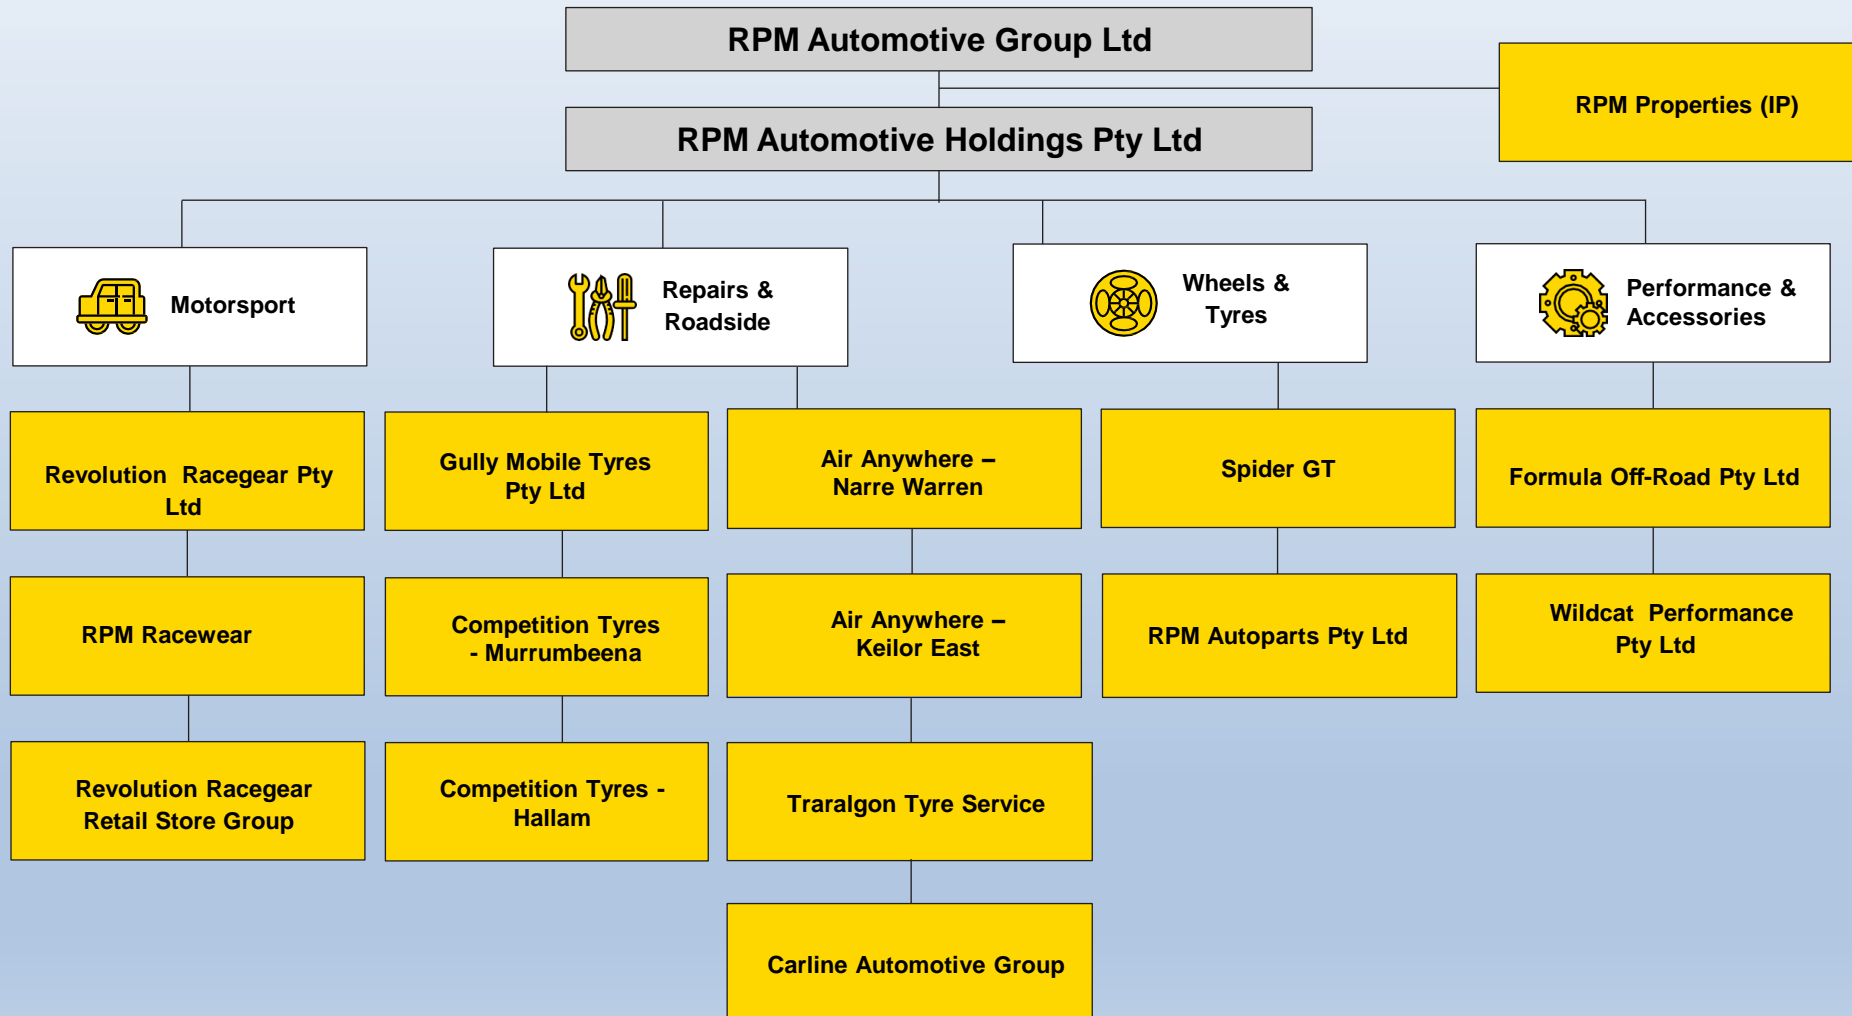 RPM Automotive Group Ltd
RPM Properties (IP)
RPM Automotive Holdings Pty Ltd
Motorsport
Repairs &
Roadside
Wheels &
Tyres
Performance &
Accessories
Revolution Racegear Pty
Ltd
Gully Mobile Tyres
Pty Ltd
Air Anywhere –
Narre Warren
Spider GT
Formula Off-Road Pty Ltd
RPM Racewear
Competition Tyres
- Murrumbeena
Air Anywhere –
Keilor East
RPM Autoparts Pty Ltd
Wildcat Performance
Pty Ltd
Revolution Racegear
Retail Store Group
Competition Tyres -
Hallam
Traralgon Tyre Service
Carline Automotive Group